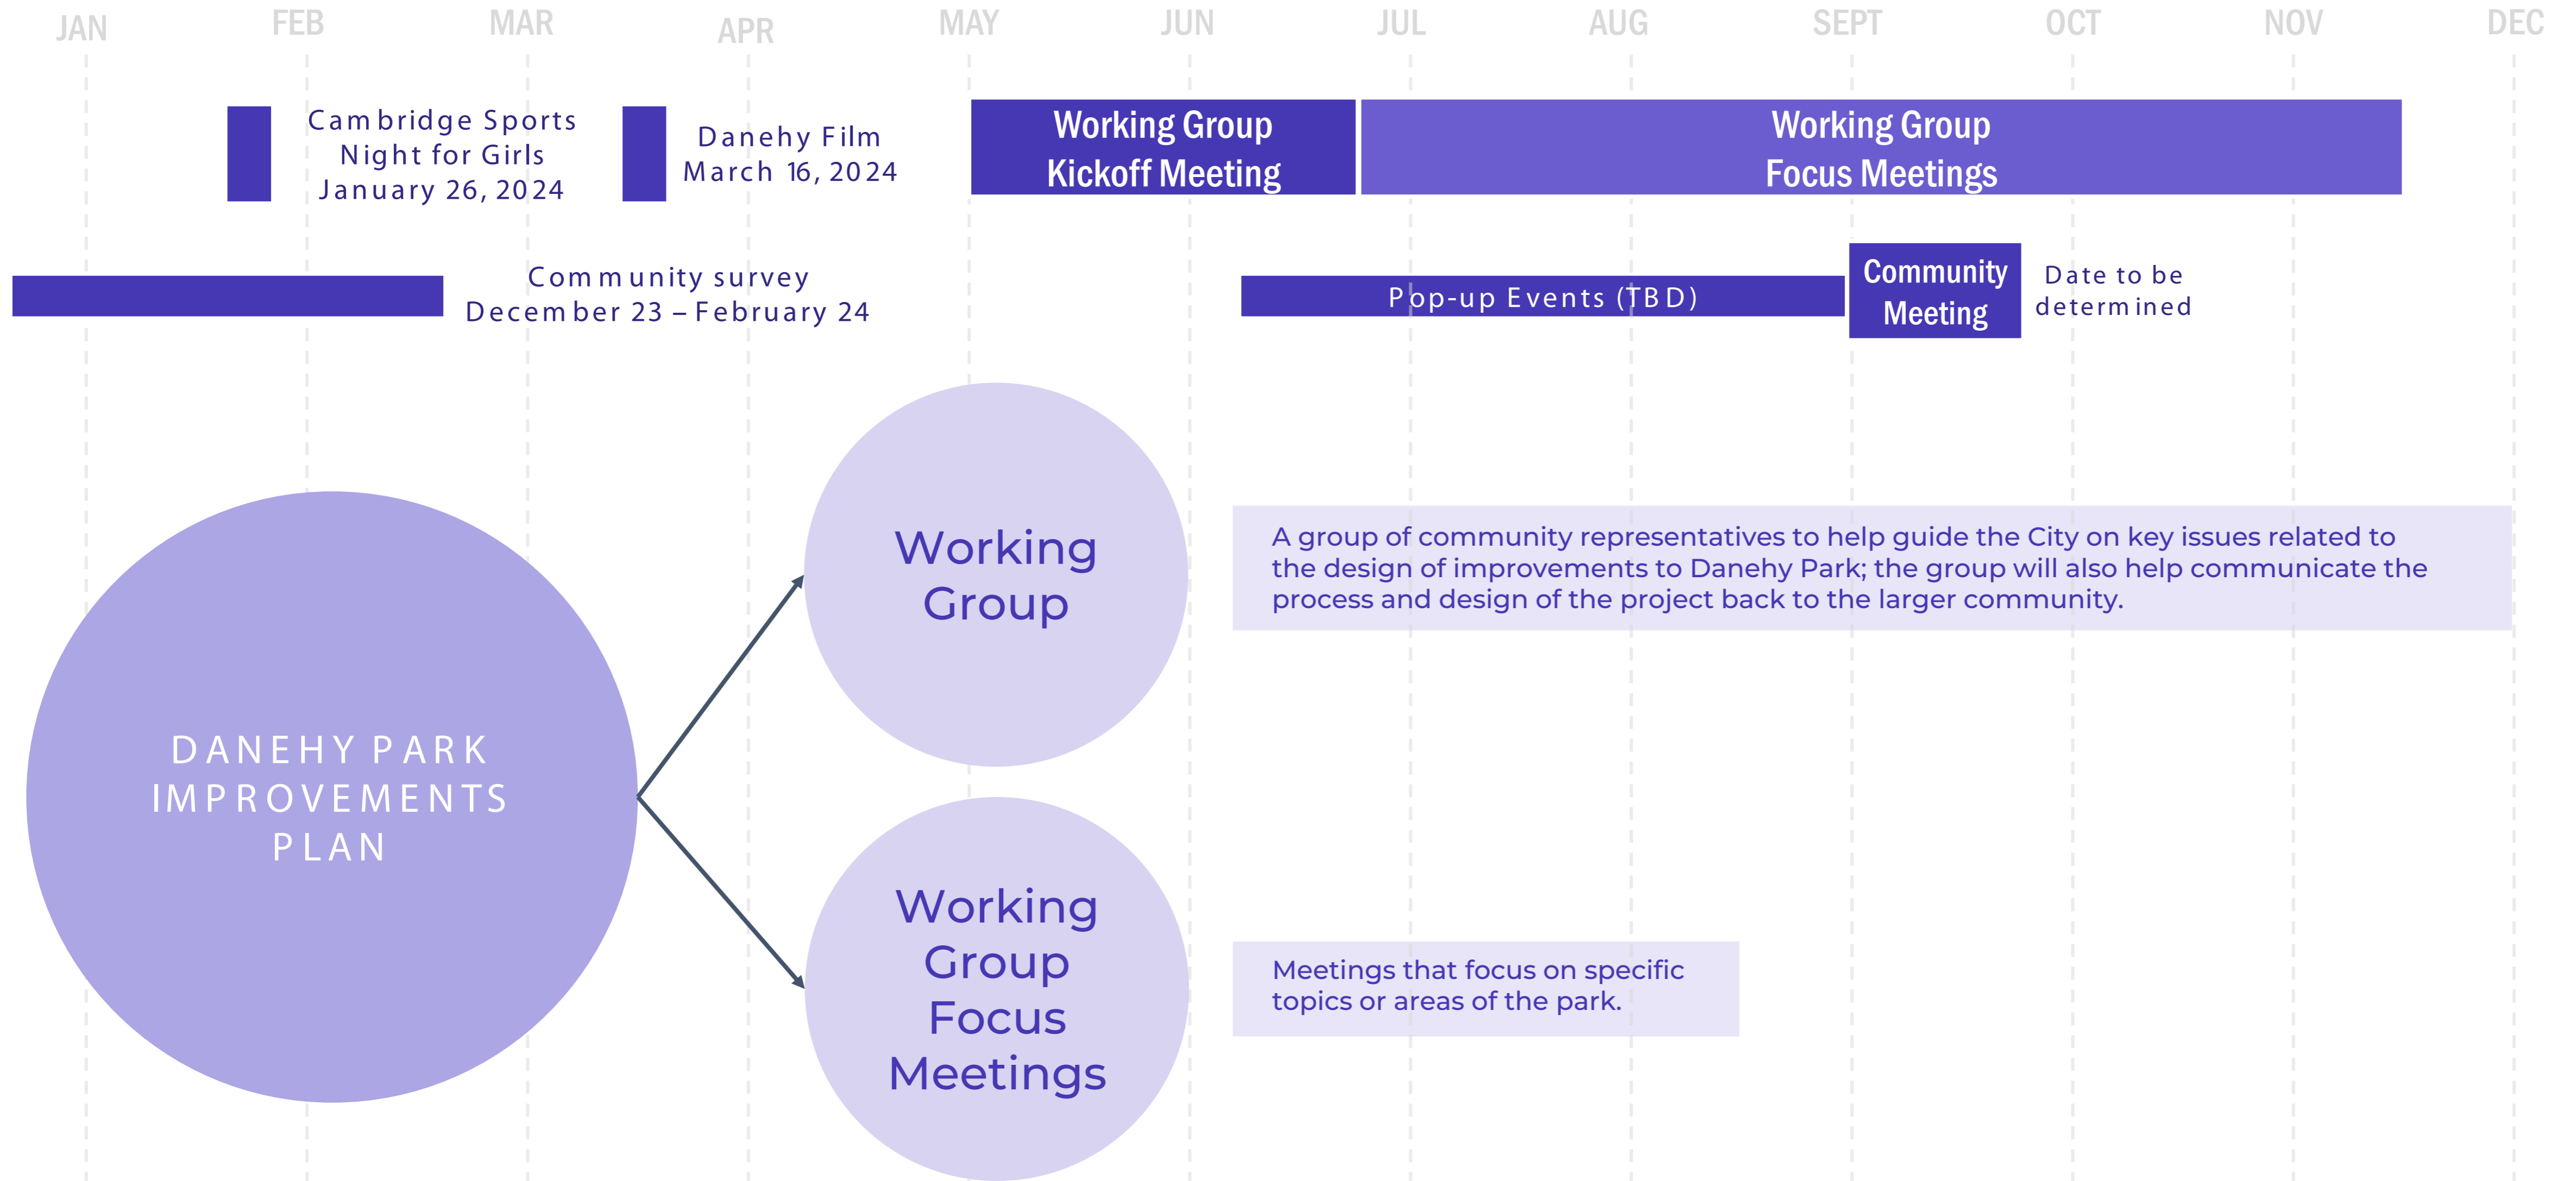 JAN FEB MAR APR MAY JUN JUL AUG SEPT OCT NOV DEC
Cambridge Sports
Night for Girls
January 26, 2024
Danehy Film
March 16, 2024
Working Group
Kickoff Meeting
Working Group
Focus Meetings
Community survey
December 23 – February 24
Pop-up Events (TBD)
Community
Meeting
Date to be
determined
DANEHY PARK
IMPROVEMENTS
PLAN
Working
Group
A group of community representatives to help guide the City on key issues related to
the design of improvements to Danehy Park; the group will also help communicate the
process and design of the project back to the larger community.
Working
Group
Focus
Meetings
Meetings that focus on specific
topics or areas of the park.